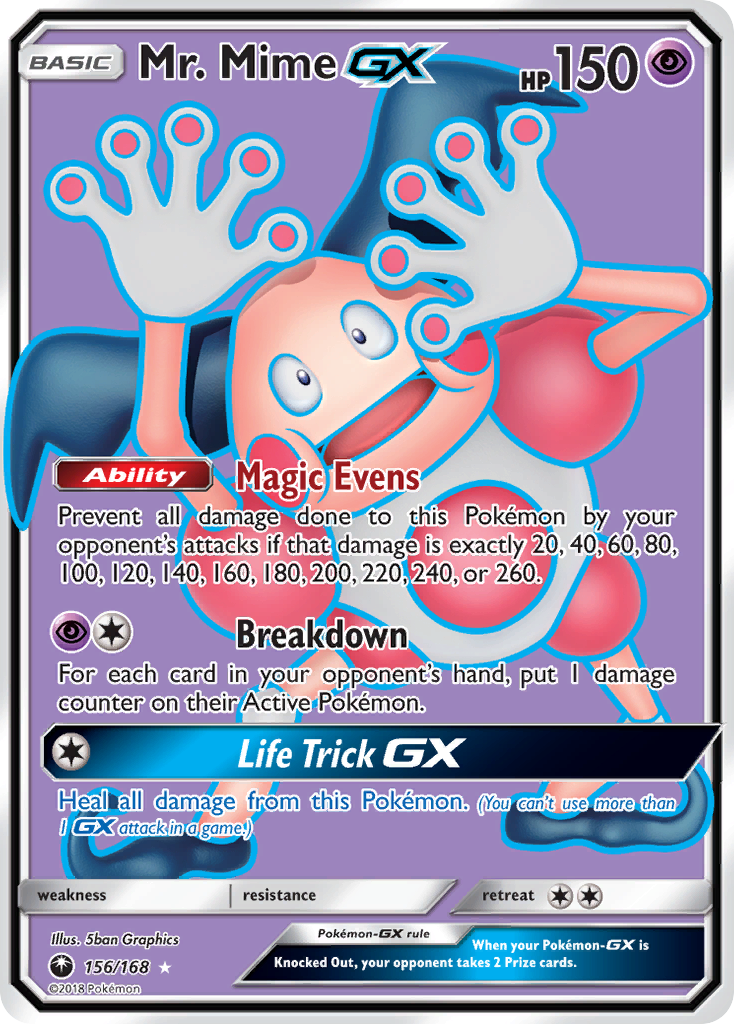 BASIC Mr. Mime GX HP 150
Ability Magic Evens
Prevent all damage done to this Pokémon by your
opponent's attacks if that damage is exactly 20, 40, 60, 80,
100, 120, 140, 160, 180, 200, 220, 240, or 260.
Breakdown
For each card in your opponent's hand, put 1 damage
counter on their Active Pokémon.
Life Trick GX
Heal all damage from this Pokémon. (You can't use more than
1 GX attack in a game.)
weakness resistance retreat
Illus. 5ban Graphics
156/168
©2018 Pokémon
Pokémon-GX rule
When your Pokémon-GX is
Knocked Out, your opponent takes 2 Prize cards.